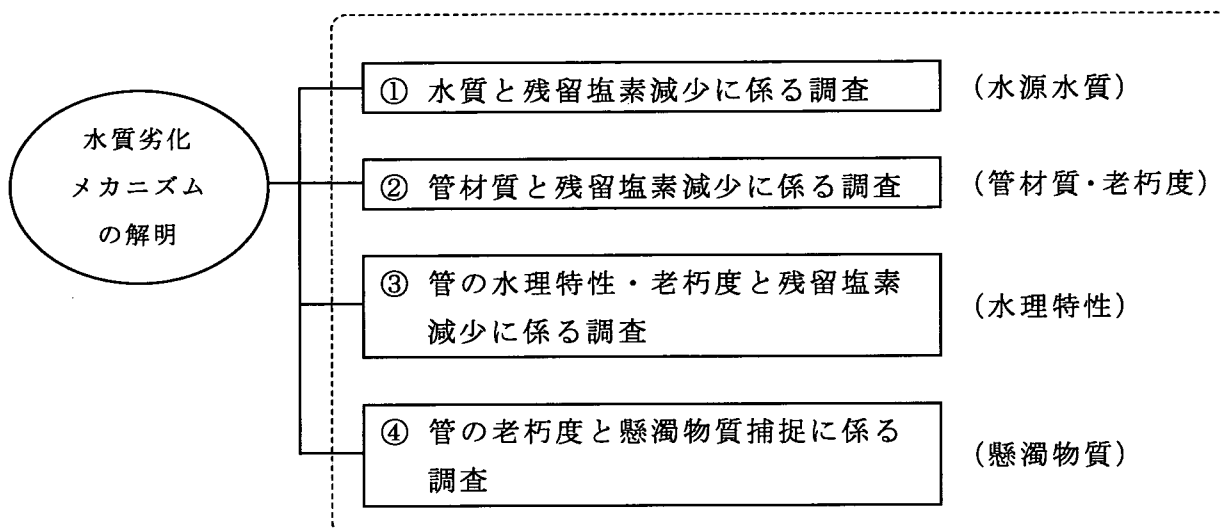 水質劣化
メカニズム
の解明
① 水質と残留塩素減少に係る調査
(水源水質)
② 管材質と残留塩素減少に係る調査
(管材質・老朽度)
③ 管の水理特性・老朽度と残留塩素
減少に係る調査
(水理特性)
④ 管の老朽度と懸濁物質捕捉に係る
調査
(懸濁物質)